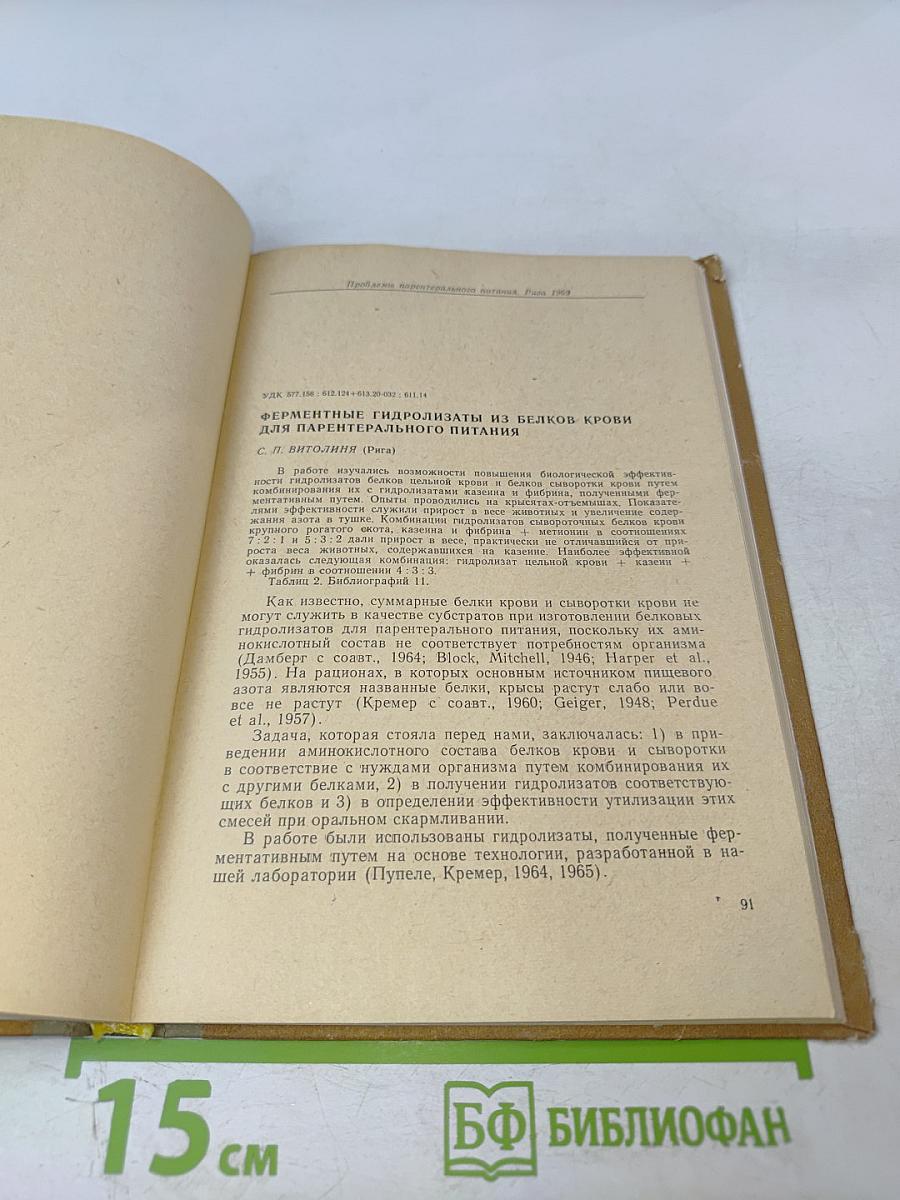 Проблемы парентерального питания. Рига 1969
УДК 577.156 : 612.124+613.20-032 : 611.14
ФЕРМЕНТНЫЕ ГИДРОЛИЗАТЫ ИЗ БЕЛКОВ КРОВИ
ДЛЯ ПАРЕНТЕРАЛЬНОГО ПИТАНИЯ
С. П. ВИТОЛИНЯ (Рига)
В работе изучались возможности повышения биологической эффектив-
ности гидролизатов белков цельной крови и белков сыворотки крови путем
комбинирования их с гидролизатами казеина и фибрина, полученными фер-
ментативным путем. Опыты проводились на крысятах-отъемышах. Показате-
лями эффективности служили прирост в весе животных и увеличение содер-
жания азота в тушке. Комбинации гидролизатов сывороточных белков крови
крупного рогатого скота, казеина и фибрина + метионин в соотношениях
7 : 2 : 1 и 5 : 3 : 2 дали прирост в весе, практически не отличавшийся от при-
роста веса животных, содержавшихся на казеине. Наиболее эффективной
оказалась следующая комбинация: гидролизат цельной крови + казеин +
+ фибрин в соотношении 4 : 3 : 3.
Таблиц 2. Библиографий 11.
Как известно, суммарные белки крови и сыворотки крови не
могут служить в качестве субстратов при изготовлении белковых
гидролизатов для парентерального питания, поскольку их ами-
нокислотный состав не соответствует потребностям организма
(Дамберг с соавт., 1964; Block, Mitchell, 1946; Harper et al.,
1955). На рационах, в которых основным источником пищевого
азота являются названные белки, крысы растут слабо или во-
все не растут (Кремер с соавт., 1960; Geiger, 1948; Perdue
et al., 1957).
Задача, которая стояла перед нами, заключалась: 1) в при-
ведении аминокислотного состава белков крови и сыворотки
в соответствие с нуждами организма путем комбинирования их
с другими белками, 2) в получении гидролизатов соответствую-
щих белков и 3) в определении эффективности утилизации этих
смесей при оральном скармливании.
В работе были использованы гидролизаты, полученные фер-
ментативным путем на основе технологии, разработанной в на-
шей лаборатории (Пупеле, Кремер, 1964, 1965).
91
15 см
БФ БИБЛИОФАН